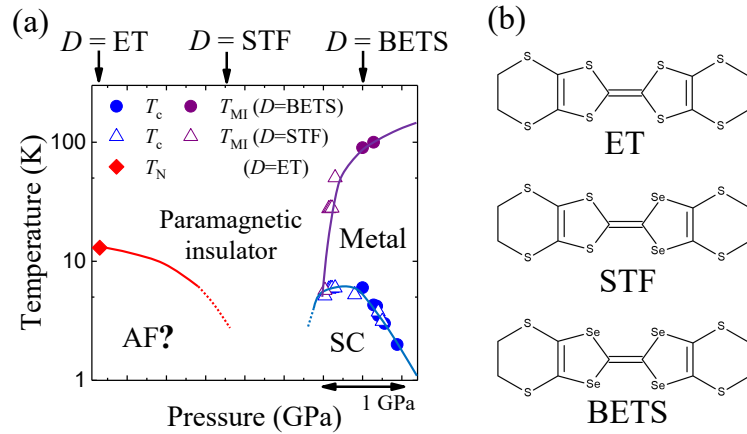 (a)
D = ET
D = STF
D = BETS
Temperature (K)
100
10
1
Tc
TMI (D=BETS)
Tc
TMI (D=STF)
TN
(D=ET)
Paramagnetic
insulator
Metal
AF?
SC
1 GPa
Pressure (GPa)
(b)
S
S
S
S
S
S
S
S
ET
S
S
Se
S
S
S
Se
S
STF
S
Se
Se
S
S
Se
Se
S
BETS